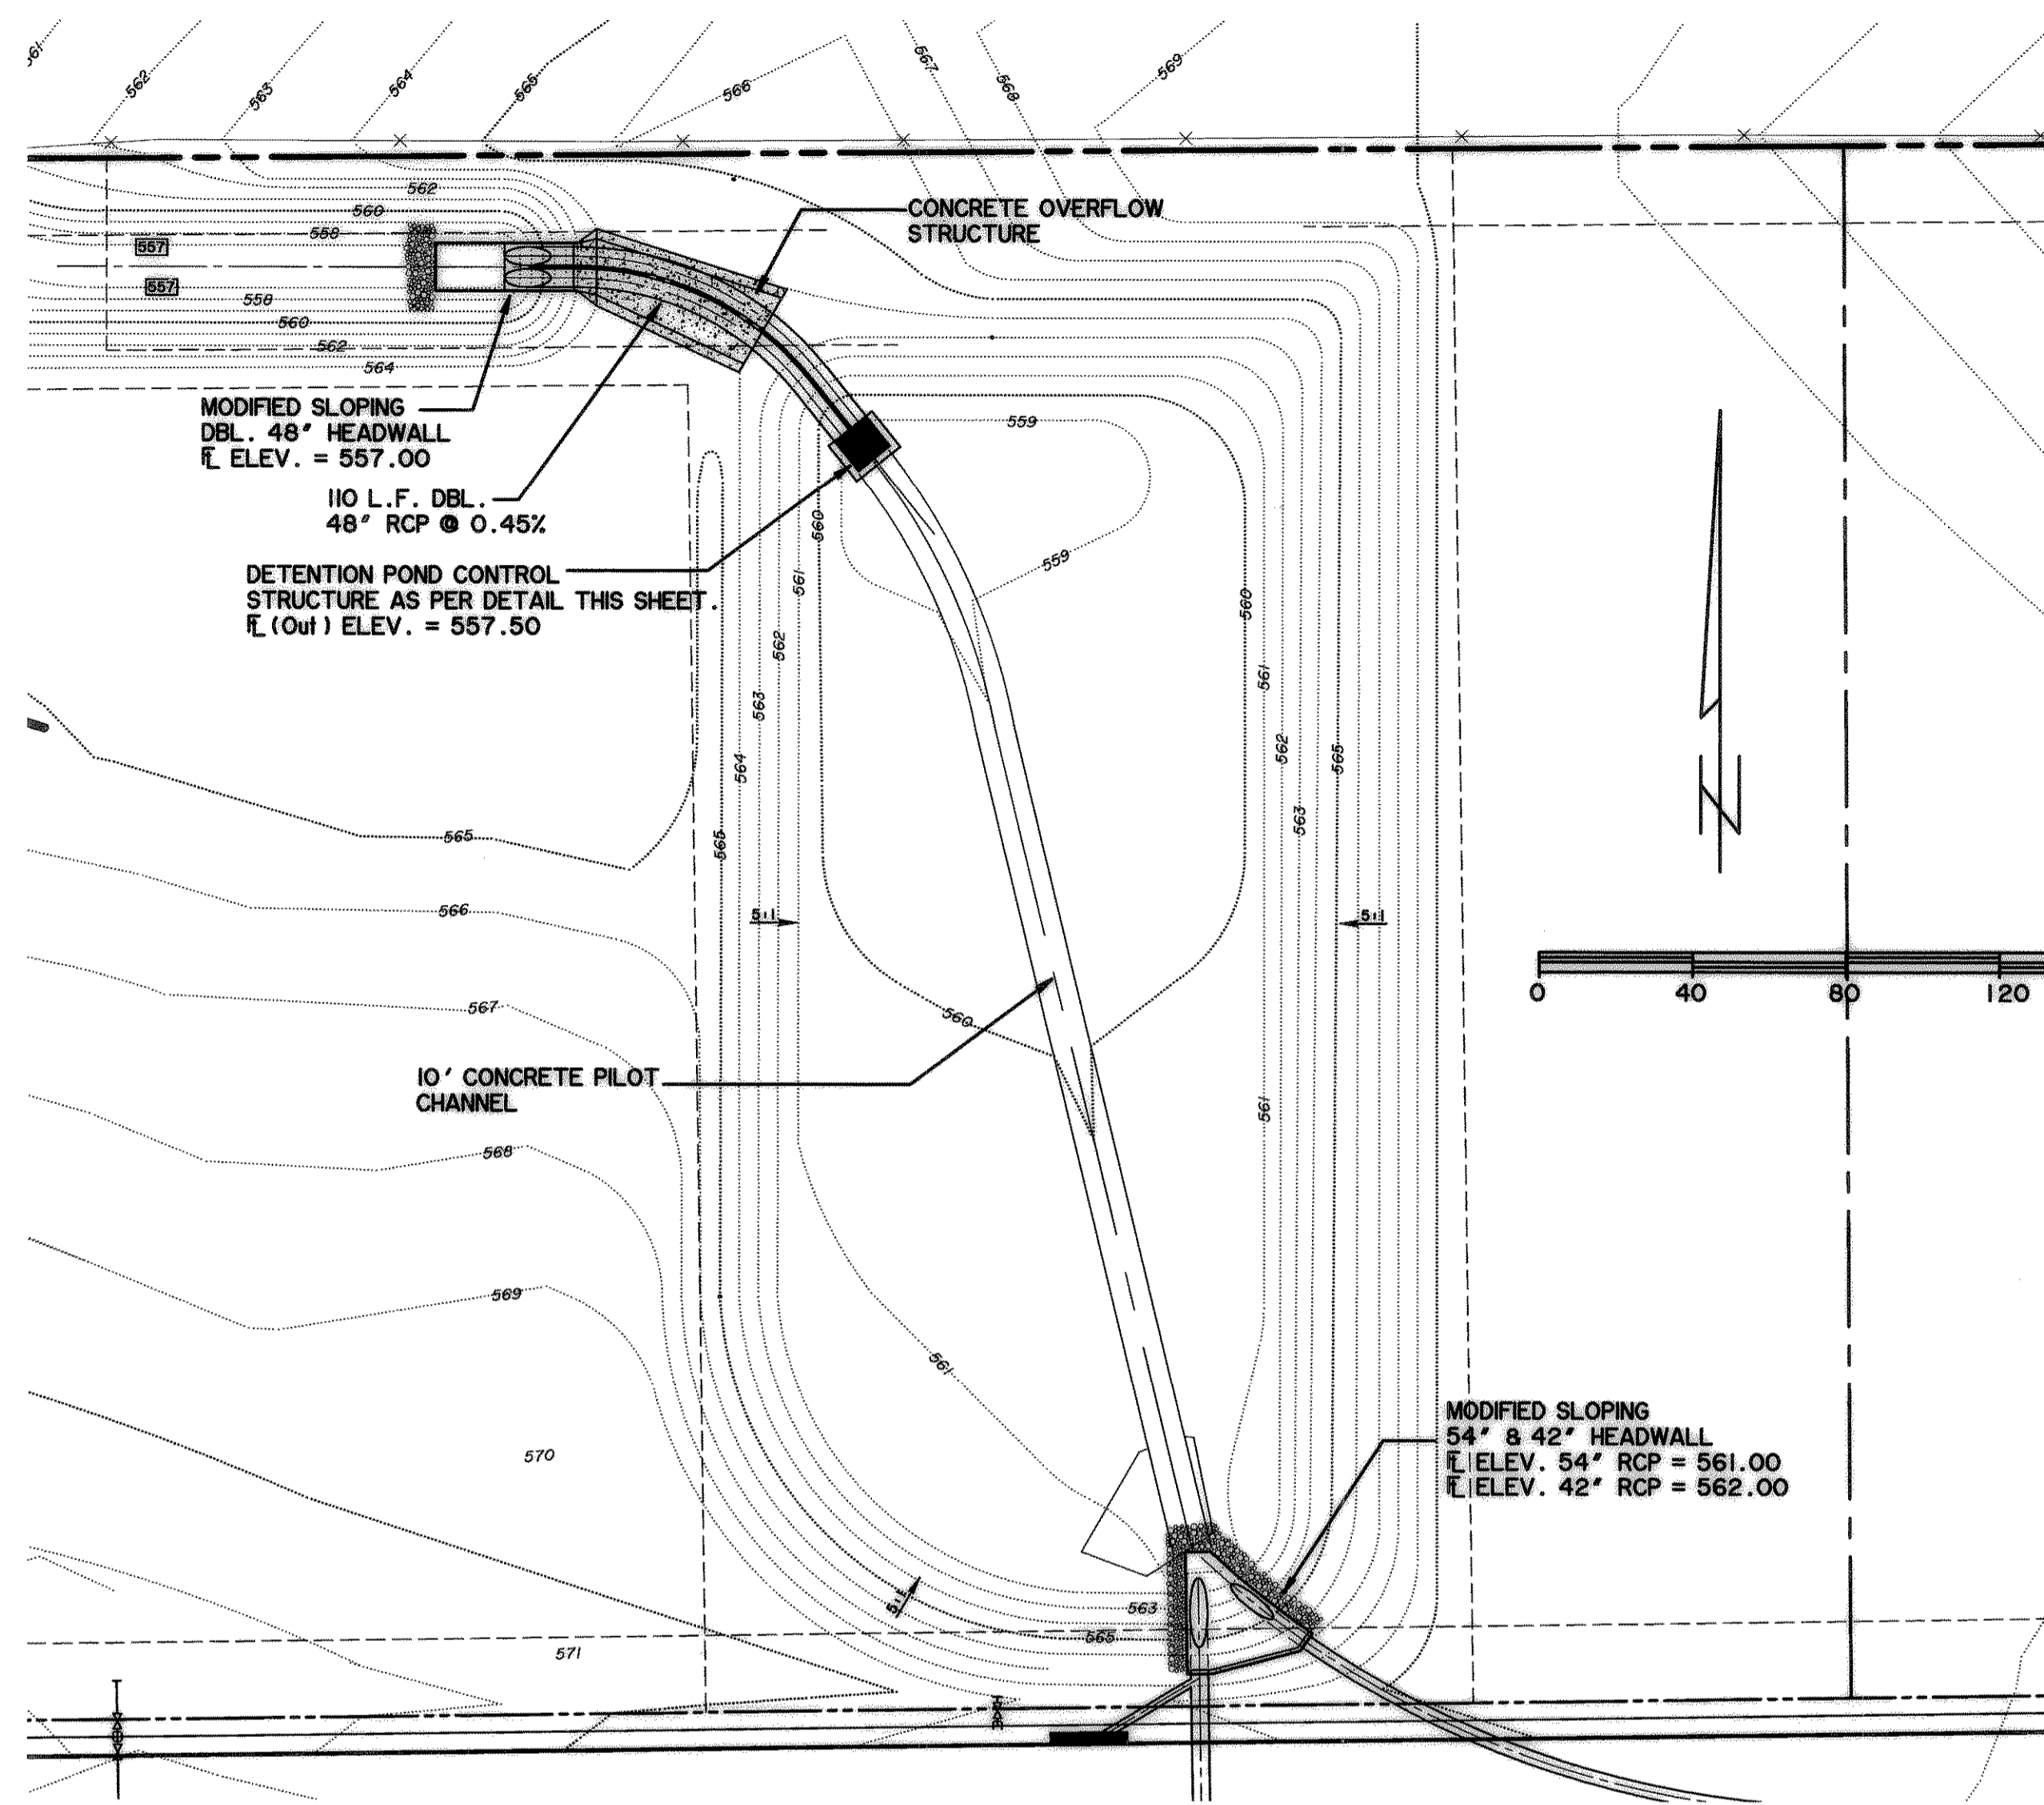 561
562
563
564
565
566
567
568
569
562
560
558
557
557
558
560
562
564
CONCRETE OVERFLOW
STRUCTURE
MODIFIED SLOPING
DBL. 48" HEADWALL
FL ELEV. = 557.00
110 L.F. DBL.
48" RCP @ 0.45%
DETENTION POND CONTROL
STRUCTURE AS PER DETAIL THIS SHEET.
FL (Out) ELEV. = 557.50
559
559
560
561
562
563
564
565
560
561
562
563
565
N
565
566
567
568
569
570
571
5:1
5:1
0 40 80 120
560
10' CONCRETE PILOT
CHANNEL
561
561
MODIFIED SLOPING
54" & 42" HEADWALL
FL ELEV. 54" RCP = 561.00
FL ELEV. 42" RCP = 562.00
5:1
563
565